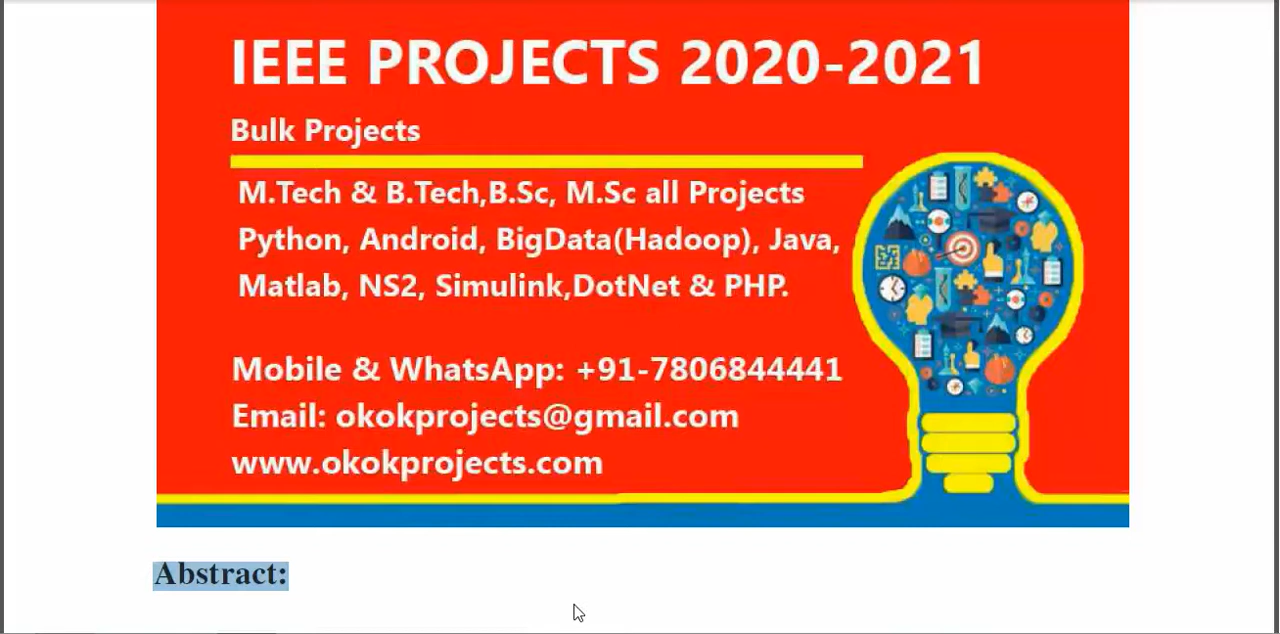 IEEE PROJECTS 2020-2021
Bulk Projects
M.Tech & B.Tech,B.Sc, M.Sc all Projects
Python, Android, BigData(Hadoop), Java,
Matlab, NS2, Simulink,DotNet & PHP.
Mobile & WhatsApp: +91-7806844441
Email: okokprojects@gmail.com
www.okokprojects.com
Abstract: